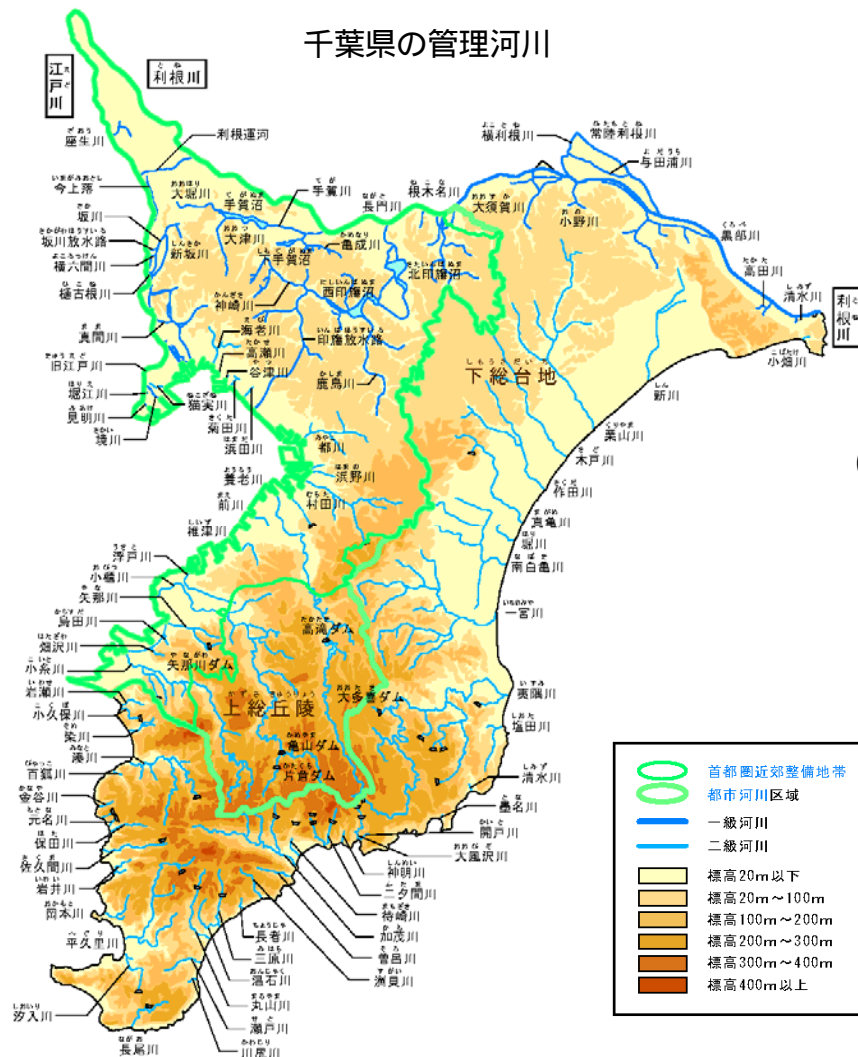 千葉県の管理河川
江戸川
利根川
座生川
利根運河
今上落
大堀川
手賀沼
手賀川
長門川
根木名川
横利根川
常陸利根川
与田浦川
大須賀川
小野川
黒部川
高田川
清水川
利根川
小畑川
坂川
坂川放水路
新坂川
大津川
下手賀沼
亀成川
北印旛沼
西印旛沼
横六間川
樋古根川
神崎川
真間川
海老川
高瀬川
谷津川
印旛放水路
鹿島川
下総台地
旧江戸川
堀江川
見明川
境川
猫実川
菊田川
浜田川
都川
浜野川
村田川
養老川
前川
椎津川
新川
栗山川
木戸川
作田川
真亀川
堀川
南白亀川
一宮川
浮戸川
小櫃川
矢那川
烏田川
畑沢川
小糸川
岩瀬川
小久保川
染川
湊川
高滝ダム
矢那川ダム
大多喜ダム
上総丘陵
亀山ダム
片倉ダム
夷隅川
塩田川
清水川
墨名川
開戸川
大風沢川
神明川
二夕間川
待崎川
加茂川
曽呂川
洲貝川
百狐川
金谷川
元名川
保田川
佐久間川
岩井川
岡本川
平久里川
汐入川
長尾川
川尻川
瀬戸川
丸山川
温石川
三原川
長者川
首都圏近郊整備地帯
都市河川区域
一級河川
二級河川
標高20m以下
標高20m～100m
標高100m～200m
標高200m～300m
標高300m～400m
標高400m以上